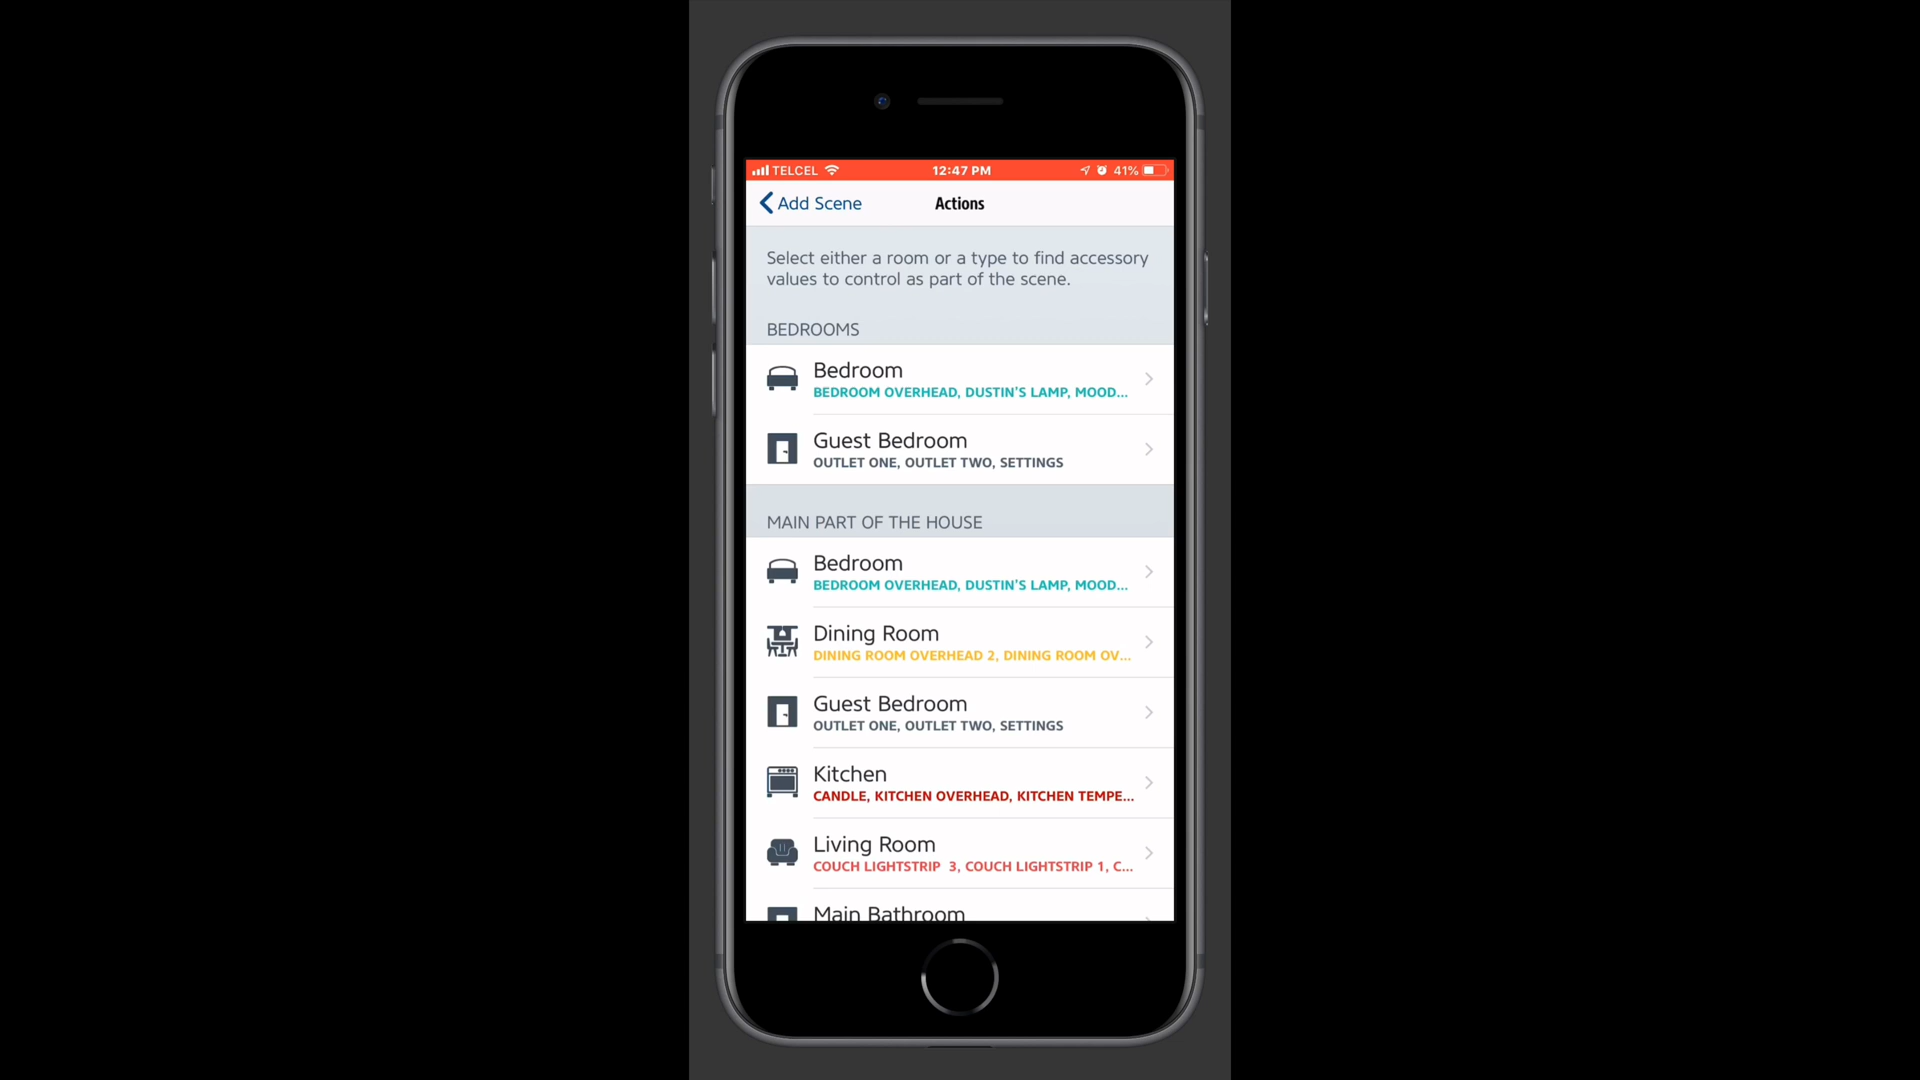 TELCEL 12:47 PM 41%
Add Scene Actions
Select either a room or a type to find accessory
values to control as part of the scene.
BEDROOMS
Bedroom
BEDROOM OVERHEAD, DUSTIN'S LAMP, MOOD...
Guest Bedroom
OUTLET ONE, OUTLET TWO, SETTINGS
MAIN PART OF THE HOUSE
Bedroom
BEDROOM OVERHEAD, DUSTIN'S LAMP, MOOD...
Dining Room
DINING ROOM OVERHEAD 2, DINING ROOM OV...
Guest Bedroom
OUTLET ONE, OUTLET TWO, SETTINGS
Kitchen
CANDLE, KITCHEN OVERHEAD, KITCHEN TEMPE...
Living Room
COUCH LIGHTSTRIP 3, COUCH LIGHTSTRIP 1, C...
Main Bathroom